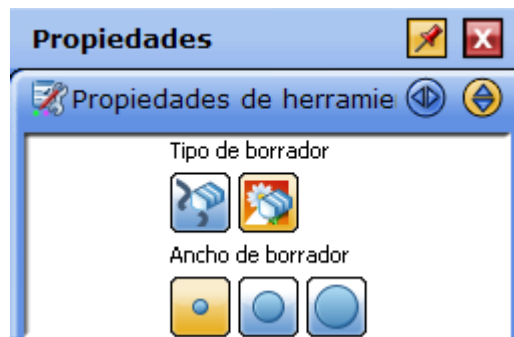 Propiedades
Propiedades de herramie
Tipo de borrador
Ancho de borrador